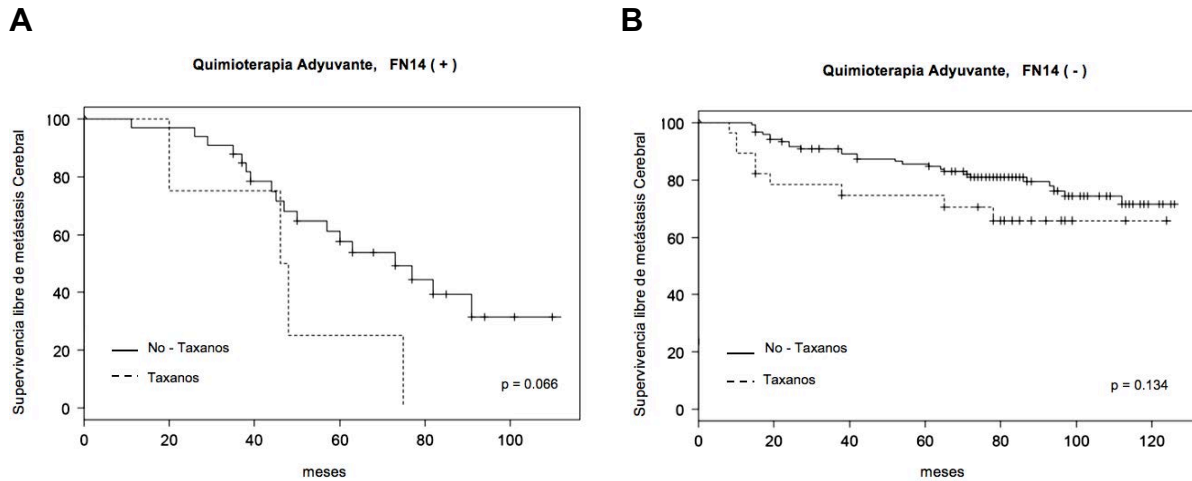 A
Quimioterapia Adyuvante, FN14 ( + )
Supervivencia libre de metástasis Cerebral
100
80
60
40
20
0
No - Taxanos
Taxanos
p = 0.066
0 20 40 60 80 100
meses
B
Quimioterapia Adyuvante, FN14 ( - )
Supervivencia libre de metástasis Cerebral
100
80
60
40
20
0
No - Taxanos
Taxanos
p = 0.134
0 20 40 60 80 100 120
meses